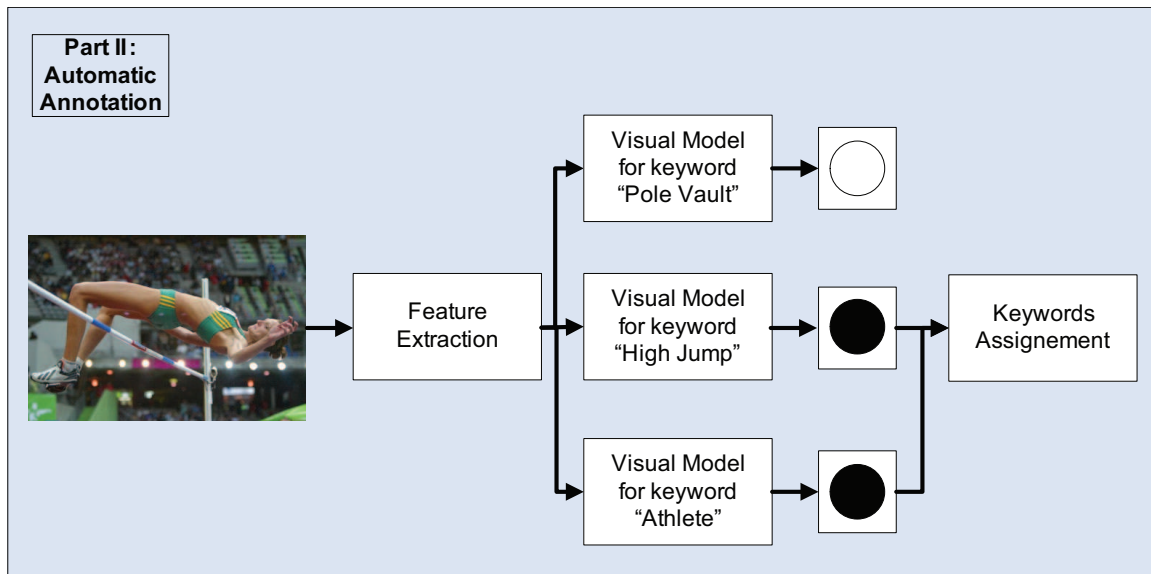 Part II:
Automatic
Annotation
Visual Model
for keyword
“Pole Vault”
Feature
Extraction
Visual Model
for keyword
“High Jump”
Keywords
Assignement
Visual Model
for keyword
“Athlete”